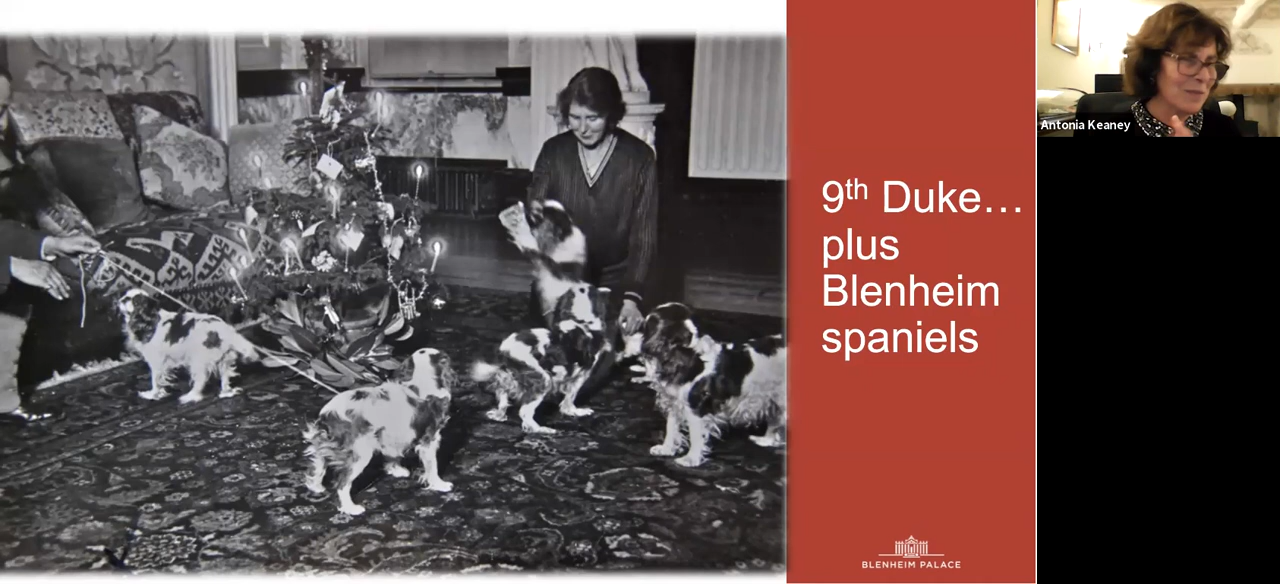 9th Duke…
plus
Blenheim
spaniels
BLENHEIM PALACE
Antonia Keaney